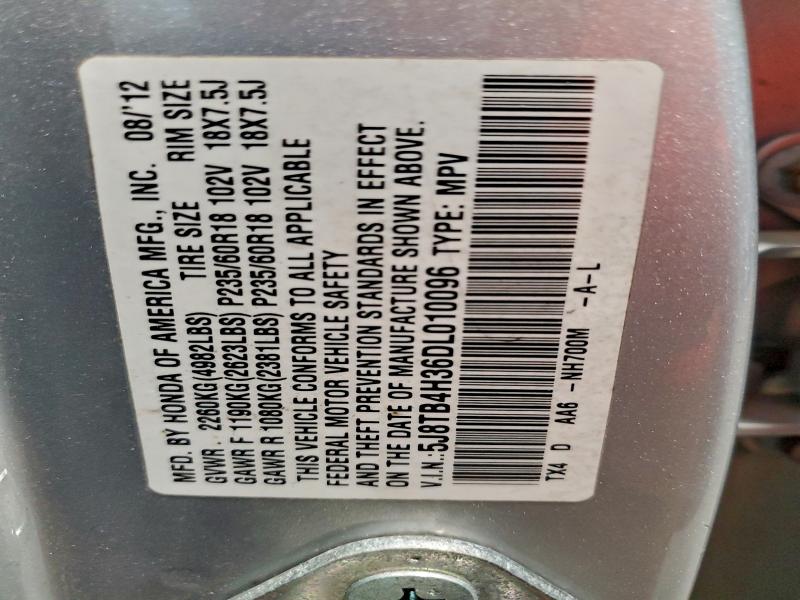 MFD. BY HONDA OF AMERICA MFG., INC. 08/'12
GVWR 2260KG(4982LBS) TIRE SIZE RIM SIZE
GAWR F 1190KG(2623LBS) P235/60R18 102V 18X7.5J
GAWR R 1080KG(2381LBS) P235/60R18 102V 18X7.5J
THIS VEHICLE CONFORMS TO ALL APPLICABLE
FEDERAL MOTOR VEHICLE SAFETY
AND THEFT PREVENTION STANDARDS IN EFFECT
ON THE DATE OF MANUFACTURE SHOWN ABOVE.
V.I.N.:5J8TB4H36DL010096 TYPE: MPV
TX4 D AA6 -NH700M -A-L